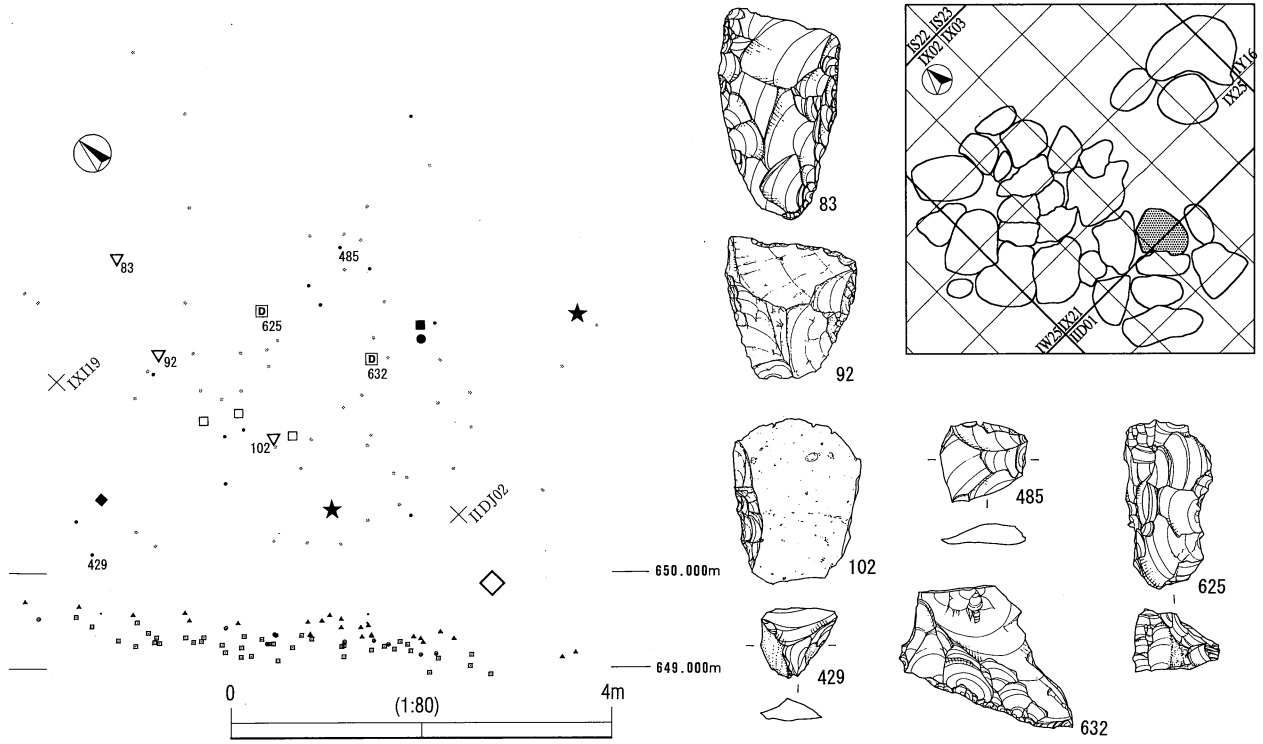 83
485
D
625
92
D
632
IXI19
102
IIDJ02
429
650.000m
649.000m
0
(1:80)
4m
83
92
102
429
485
632
625
IS22 IS23
IX02 IX03
IY16
IX25
IW25 IX21
IID01